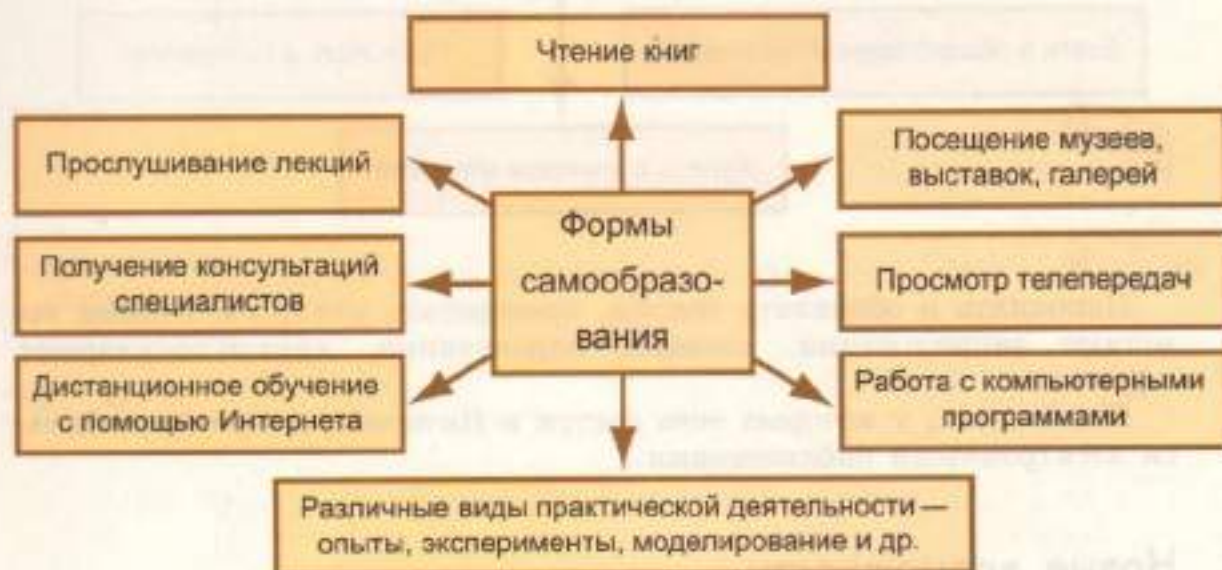 Чтение книг
Прослушивание лекций
Посещение музеев,
выставок, галерей
Формы
самообразо-
вания
Получение консультаций
специалистов
Просмотр телепередач
Дистанционное обучение
с помощью Интернета
Работа с компьютерными
программами
Различные виды практической деятельности —
опыты, эксперименты, моделирование и др.